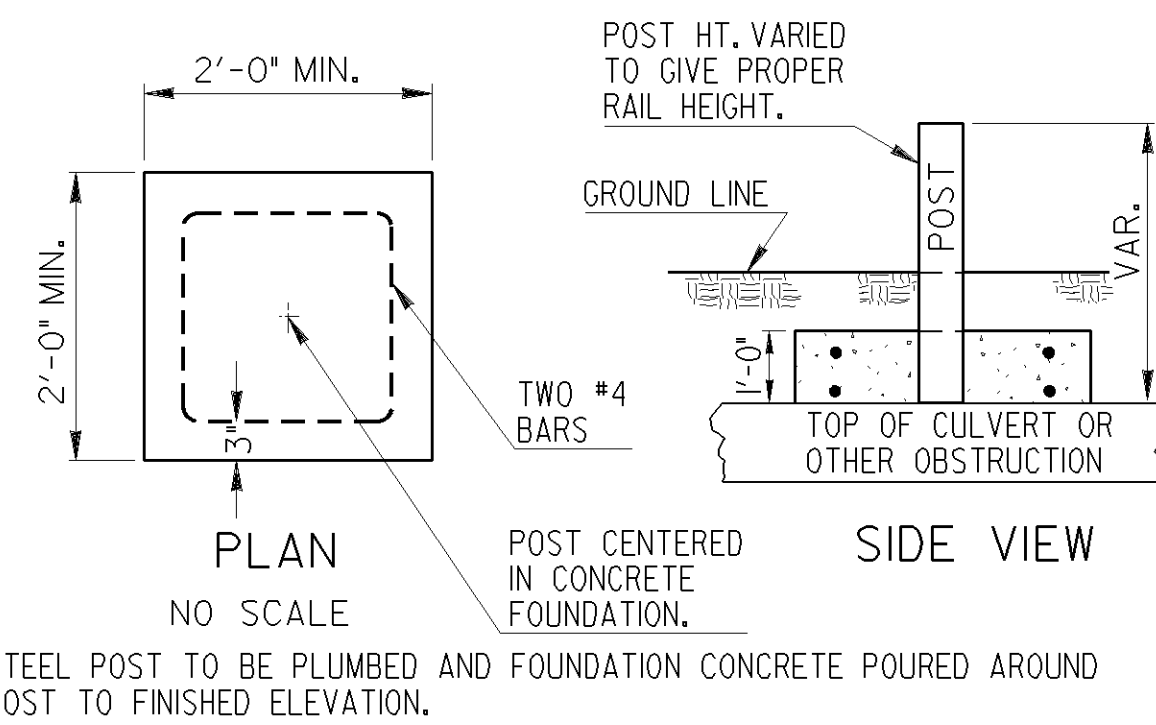 2'-0" MIN.
2'-0" MIN.
3"
TWO #4
BARS
POST CENTERED
IN CONCRETE
FOUNDATION.
PLAN
NO SCALE
POST HT. VARIED
TO GIVE PROPER
RAIL HEIGHT.
GROUND LINE
POST
VAR.
1'-0"
TOP OF CULVERT OR
OTHER OBSTRUCTION
SIDE VIEW
TEEL POST TO BE PLUMBED AND FOUNDATION CONCRETE POURED AROUND
OST TO FINISHED ELEVATION.